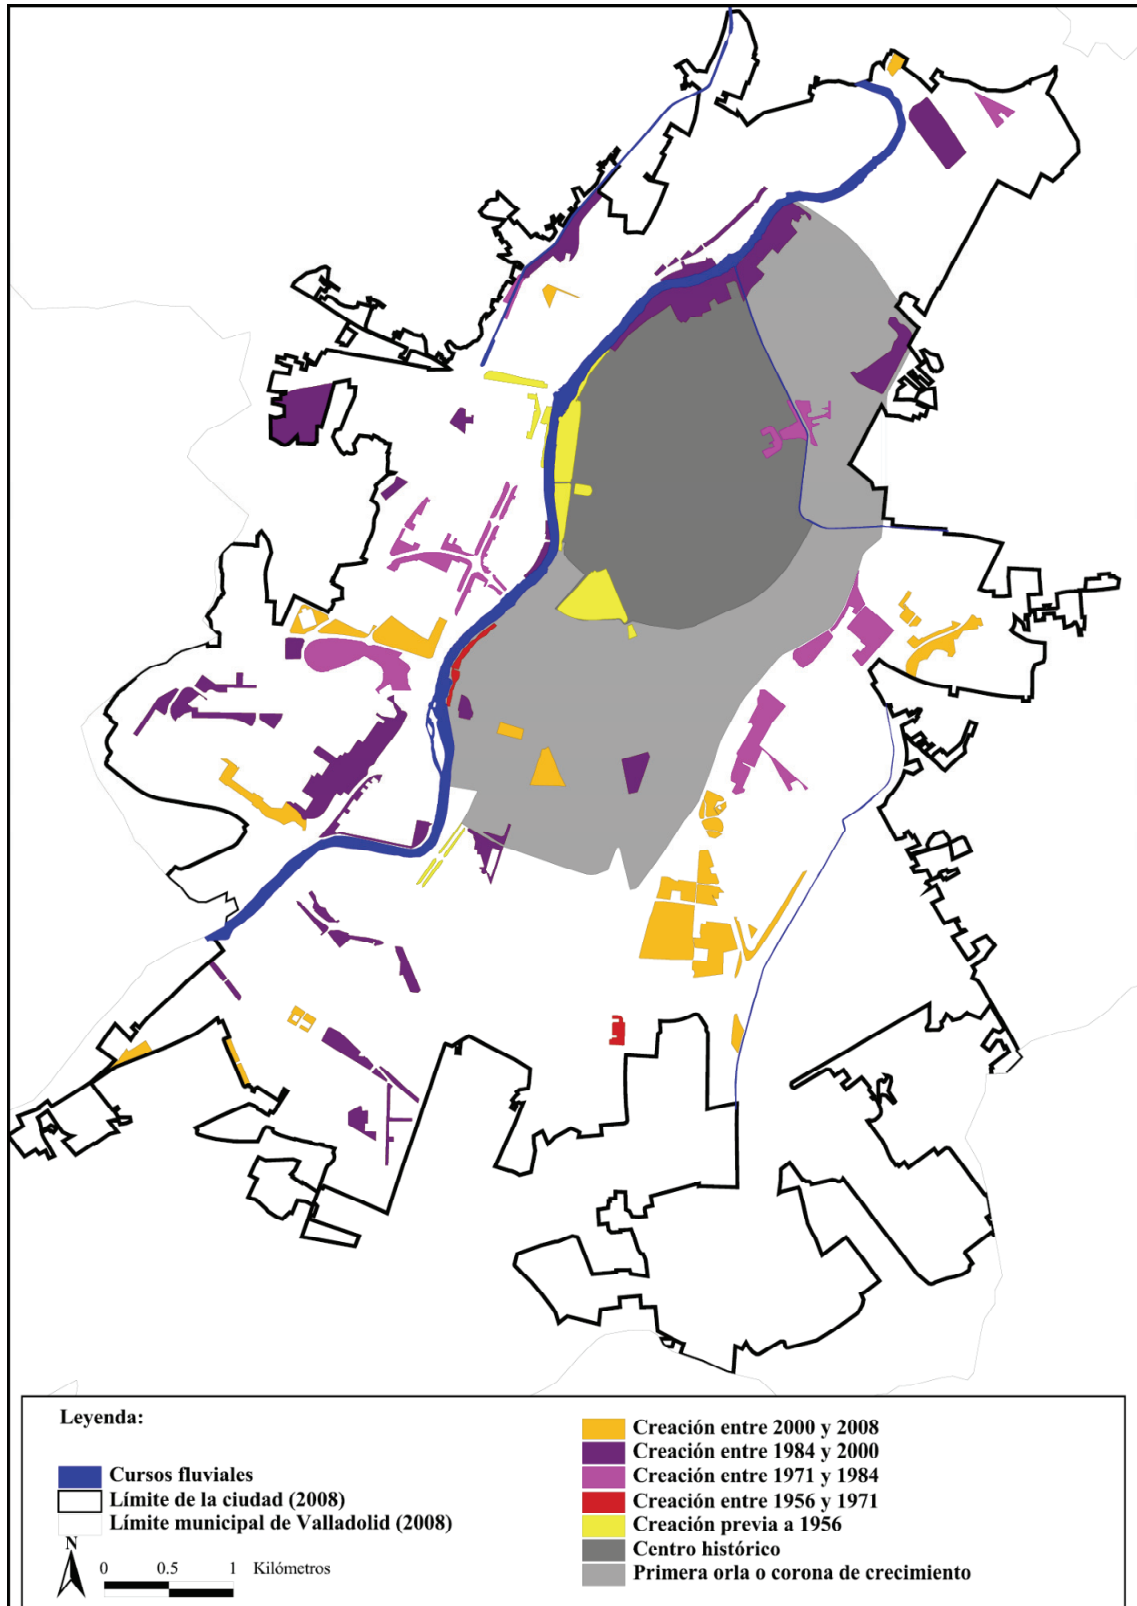 Leyenda:
Cursos fluviales
Límite de la ciudad (2008)
Límite municipal de Valladolid (2008)
N
0 0.5 1 Kilómetros
Creación entre 2000 y 2008
Creación entre 1984 y 2000
Creación entre 1971 y 1984
Creación entre 1956 y 1971
Creación previa a 1956
Centro histórico
Primera orla o corona de crecimiento